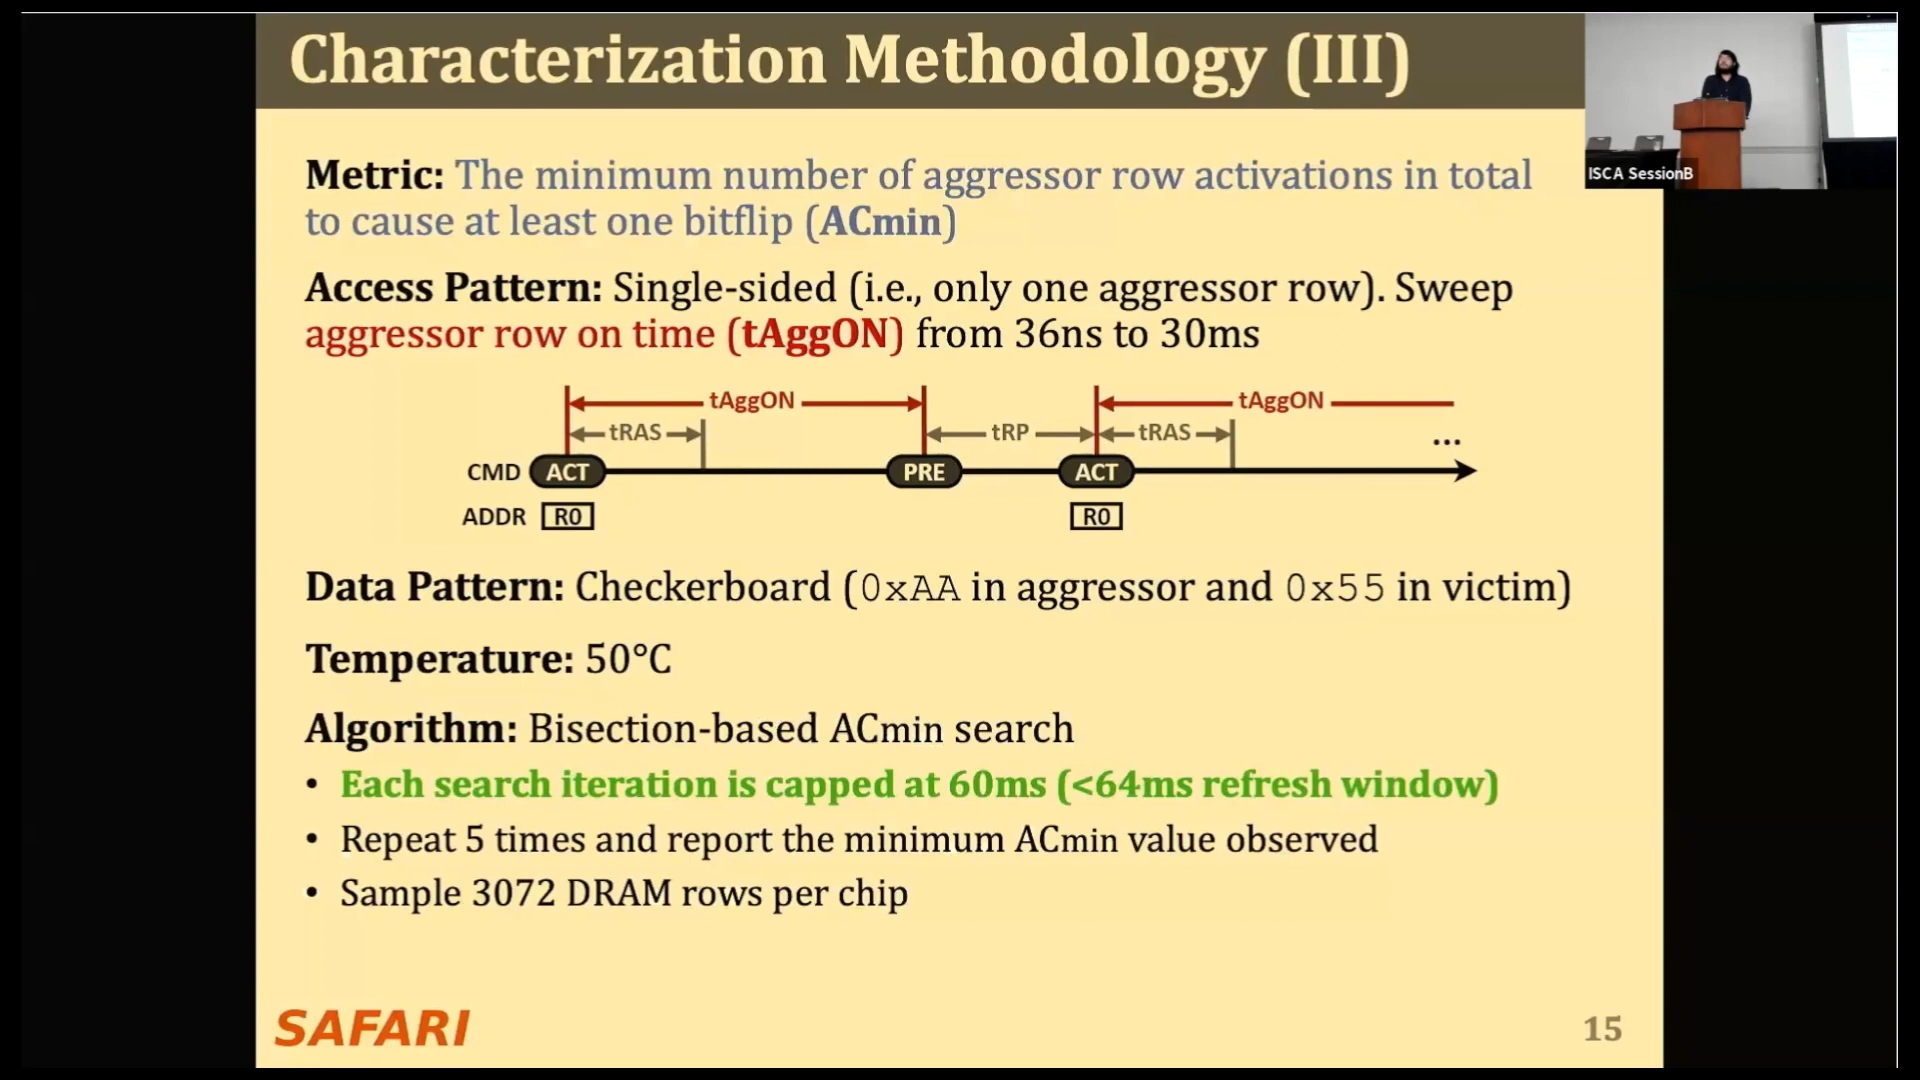 Characterization Methodology (III)
ISCA SessionB
Metric: The minimum number of aggressor row activations in total
to cause at least one bitflip (ACmin)
Access Pattern: Single-sided (i.e., only one aggressor row). Sweep
aggressor row on time (tAggON) from 36ns to 30ms
tAggON tAggON
tRAS tRP tRAS ...
CMD ACT PRE ACT
ADDR R0 R0
Data Pattern: Checkerboard (0xAA in aggressor and 0x55 in victim)
Temperature: 50°C
Algorithm: Bisection-based ACmin search
• Each search iteration is capped at 60ms (<64ms refresh window)
• Repeat 5 times and report the minimum ACmin value observed
• Sample 3072 DRAM rows per chip
SAFARI
15